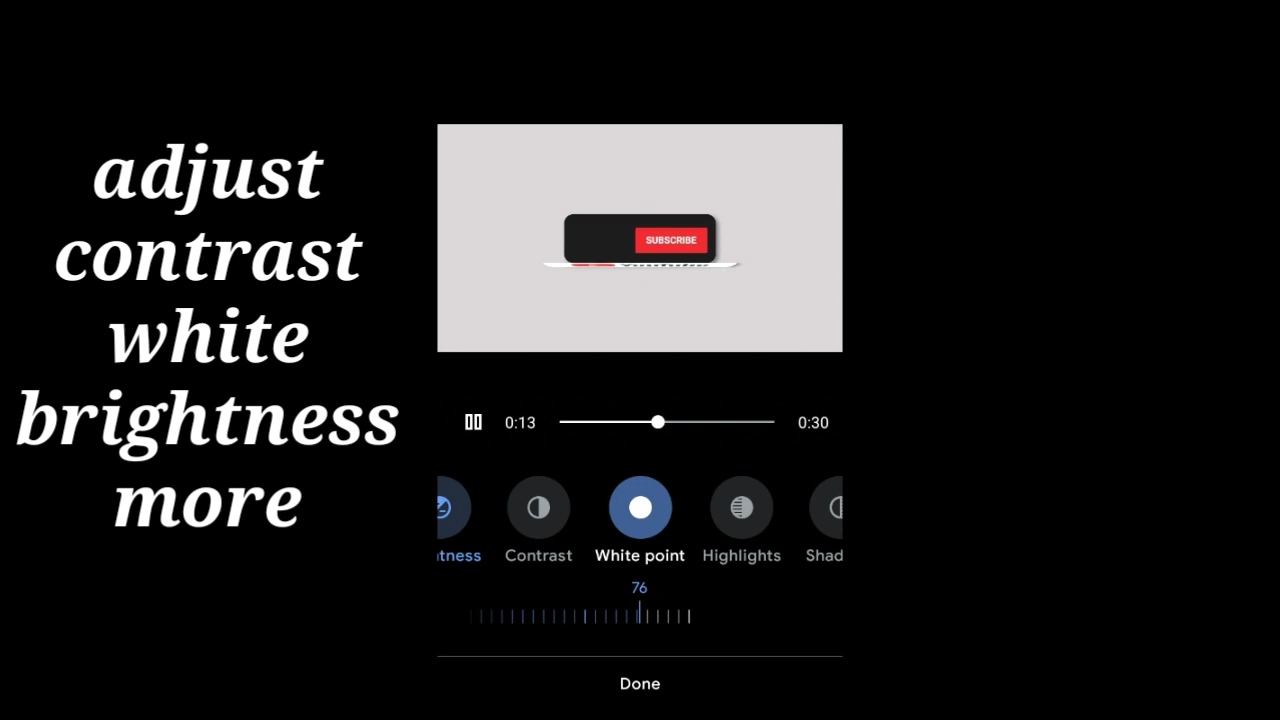 adjust
contrast
white
brightness
more
SUBSCRIBE
0:13 0:30
tness Contrast White point Highlights Shad
76
Done